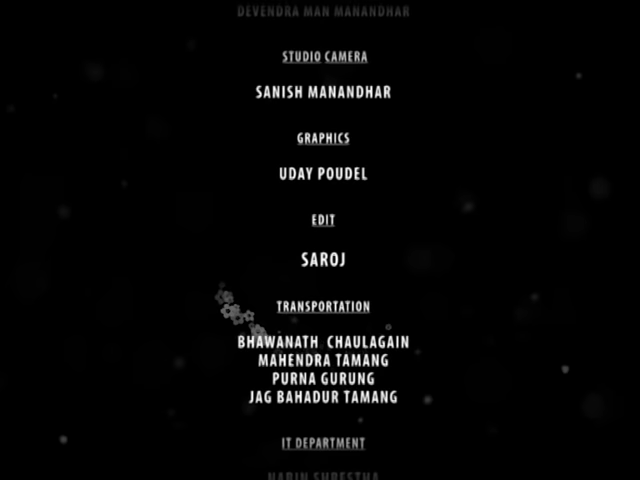 DEVENDRA MAN MANANDHAR
STUDIO CAMERA
SANISH MANANDHAR
GRAPHICS
UDAY POUDEL
EDIT
SAROJ
TRANSPORTATION
BHAWANATH CHAULAGAIN
MAHENDRA TAMANG
PURNA GURUNG
JAG BAHADUR TAMANG
IT DEPARTMENT